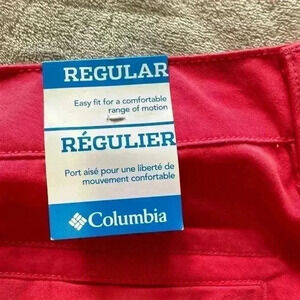 REGULAR
Easy fit for a comfortable
range of motion
RÉGULIER
Port aisé pour une liberté de
mouvement confortable
Columbia